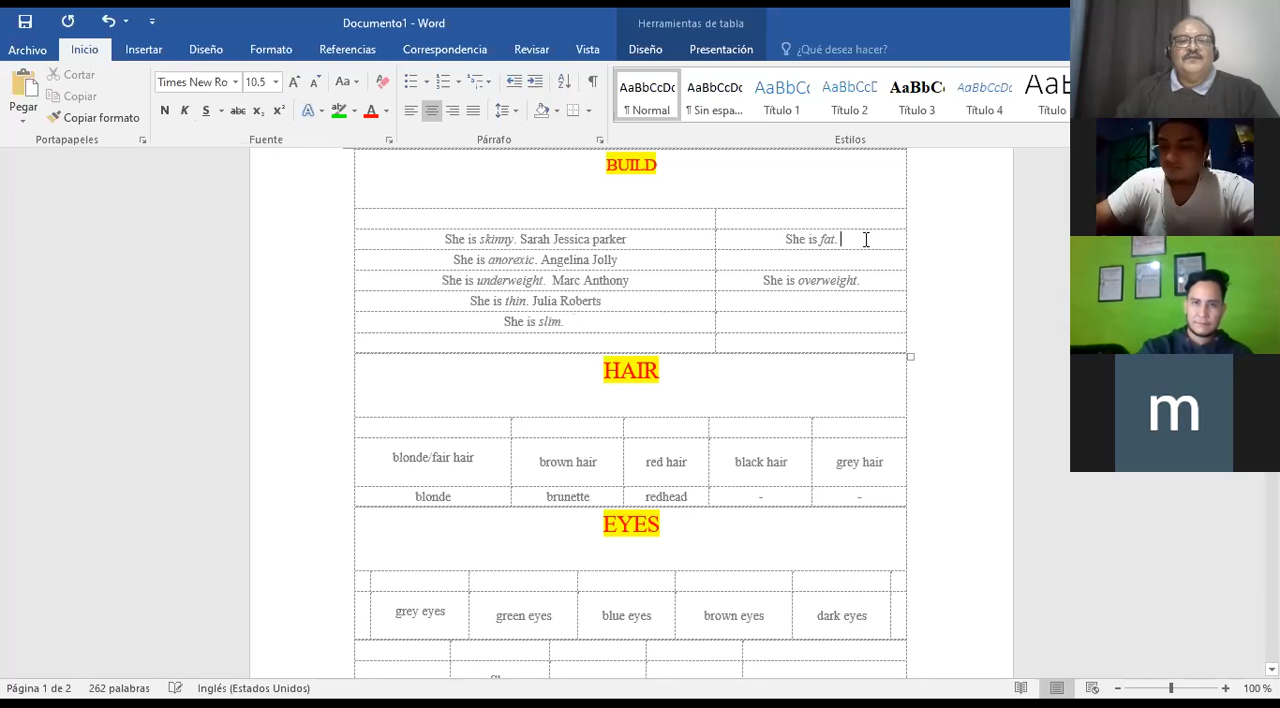 Documento1 - Word
Herramientas de tabla
Archivo Inicio Insertar Diseño Formato Referencias Correspondencia Revisar Vista Diseño Presentación ¿Qué desea hacer?
Pegar
Cortar
Copiar
Copiar formato
Times New Ro 10.5
N K S abc x₂ x²
Aa
AaBbCcDc AaBbCcDc AaBbCc AaBbCcD AaBbC AaBbCcDc AaB
¶ Normal ¶ Sin espa... Título 1 Título 2 Título 3 Título 4 Título
Portapapeles Fuente Párrafo Estilos
BUILD
She is skinny. Sarah Jessica parker She is fat.
She is anorexic. Angelina Jolly
She is underweight. Marc Anthony She is overweight.
She is thin. Julia Roberts
She is slim.
HAIR
blonde/fair hair brown hair red hair black hair grey hair
blonde brunette redhead - -
EYES
grey eyes green eyes blue eyes brown eyes dark eyes
m
Página 1 de 2 262 palabras Inglés (Estados Unidos) 100 %